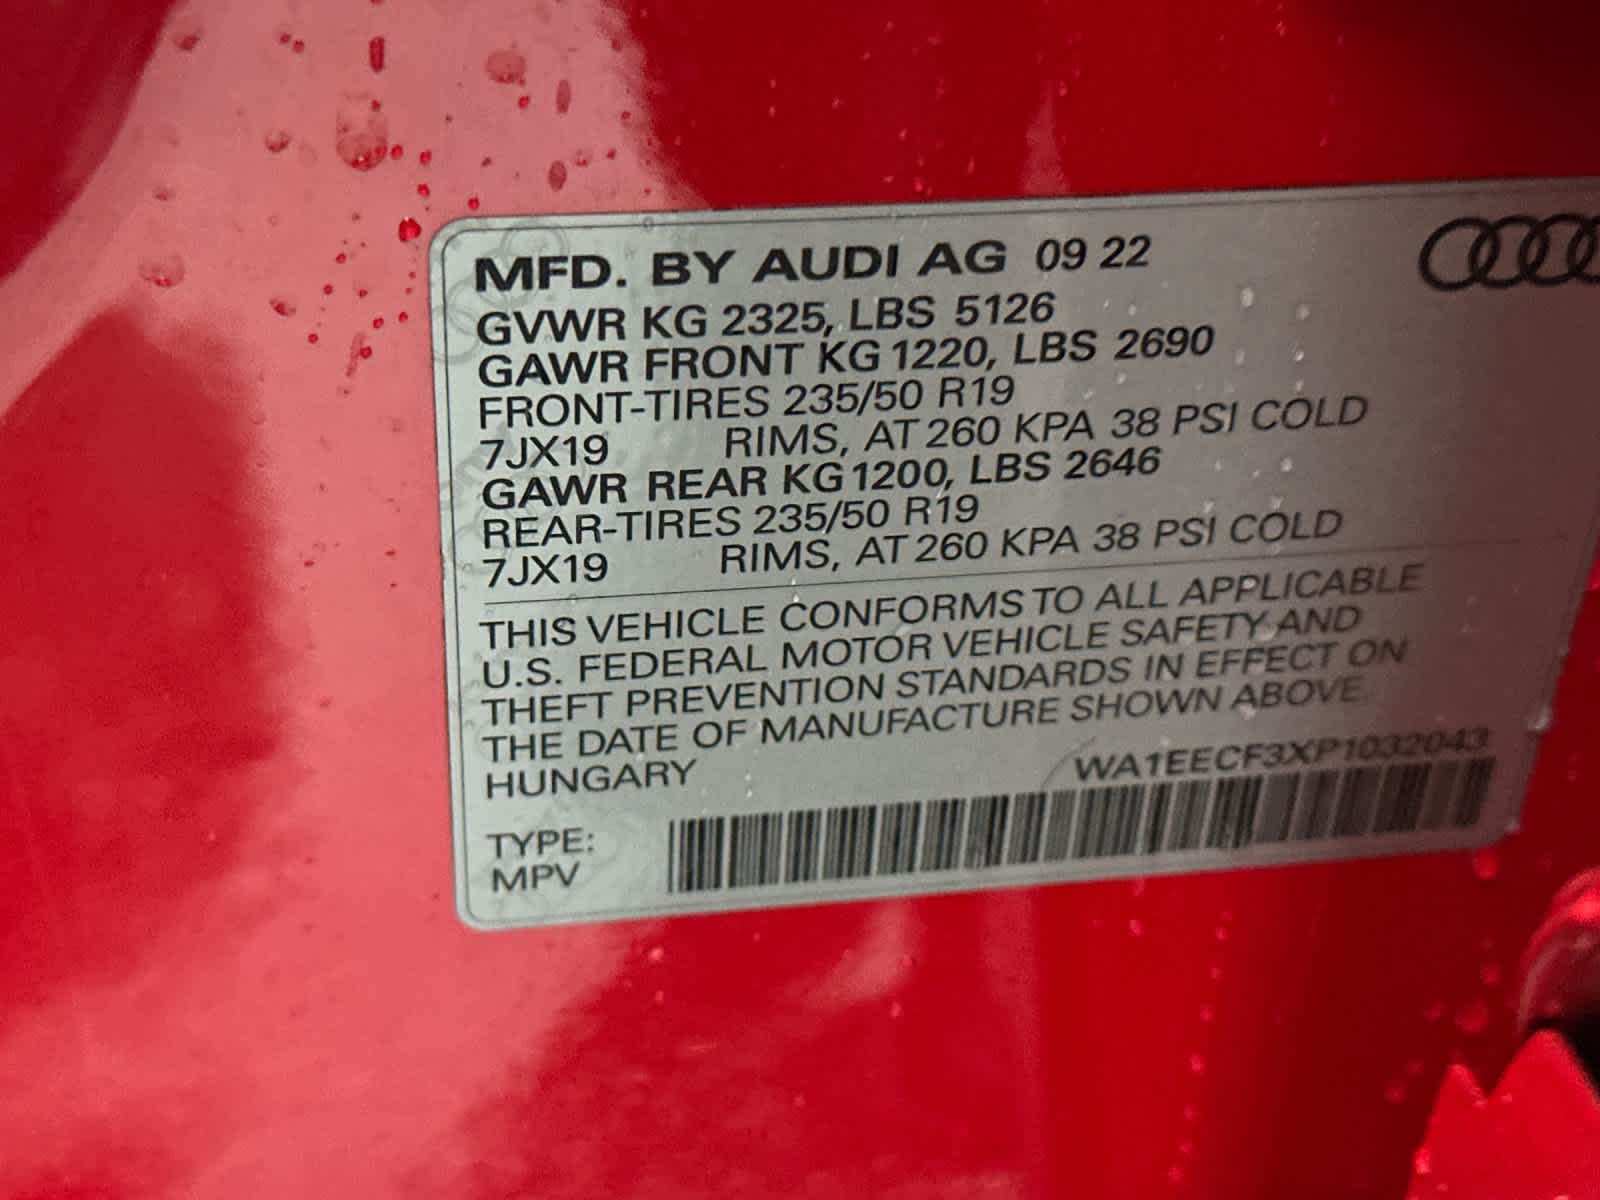 MFD. BY AUDI AG 09 22
GVWR KG 2325, LBS 5126
GAWR FRONT KG 1220, LBS 2690
FRONT-TIRES 235/50 R19
7JX19 RIMS, AT 260 KPA 38 PSI COLD
GAWR REAR KG 1200, LBS 2646
REAR-TIRES 235/50 R19
7JX19 RIMS, AT 260 KPA 38 PSI COLD
THIS VEHICLE CONFORMS TO ALL APPLICABLE
U.S. FEDERAL MOTOR VEHICLE SAFETY AND
THEFT PREVENTION STANDARDS IN EFFECT ON
THE DATE OF MANUFACTURE SHOWN ABOVE
HUNGARY
WA1EECF3XP1032043
TYPE:
MPV